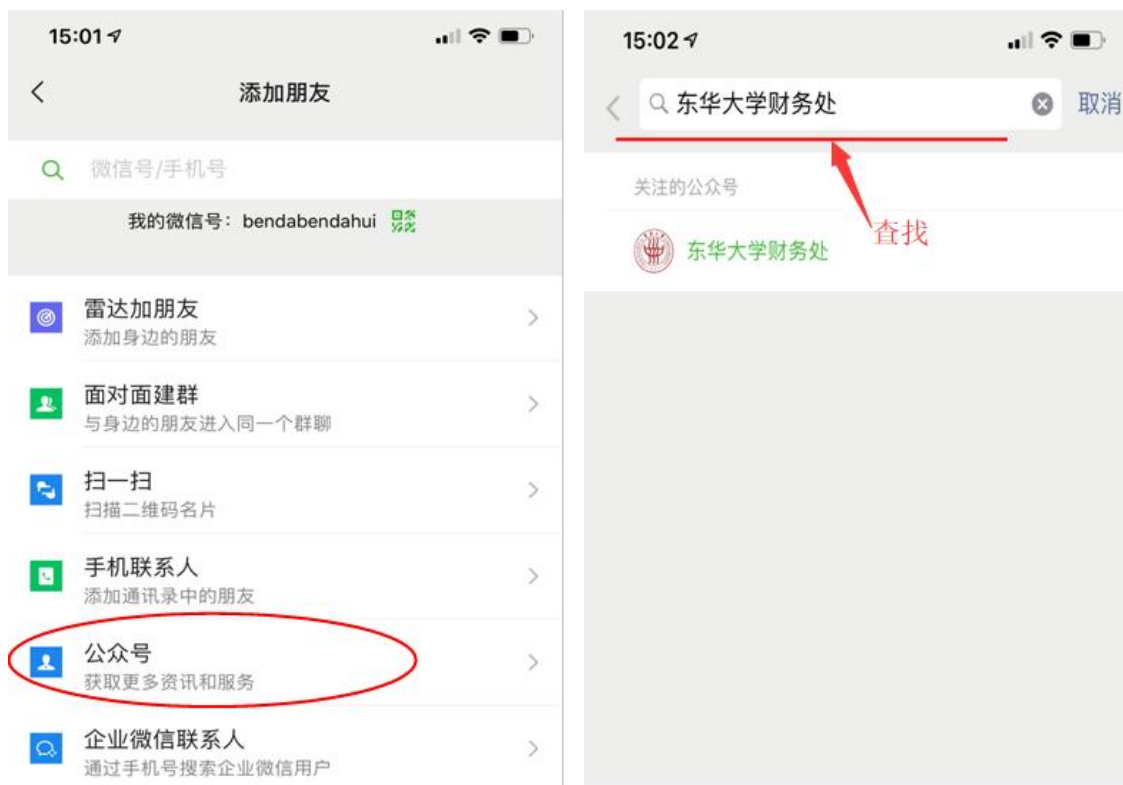 15:01
添加朋友
微信号/手机号
我的微信号：bendabendahui
雷达加朋友
添加身边的朋友
面对面建群
与身边的朋友进入同一个群聊
扫一扫
扫描二维码名片
手机联系人
添加通讯录中的朋友
公众号
获取更多资讯和服务
企业微信联系人
通过手机号搜索企业微信用户
15:02
东华大学财务处
取消
关注的公众号
查找
东华大学财务处